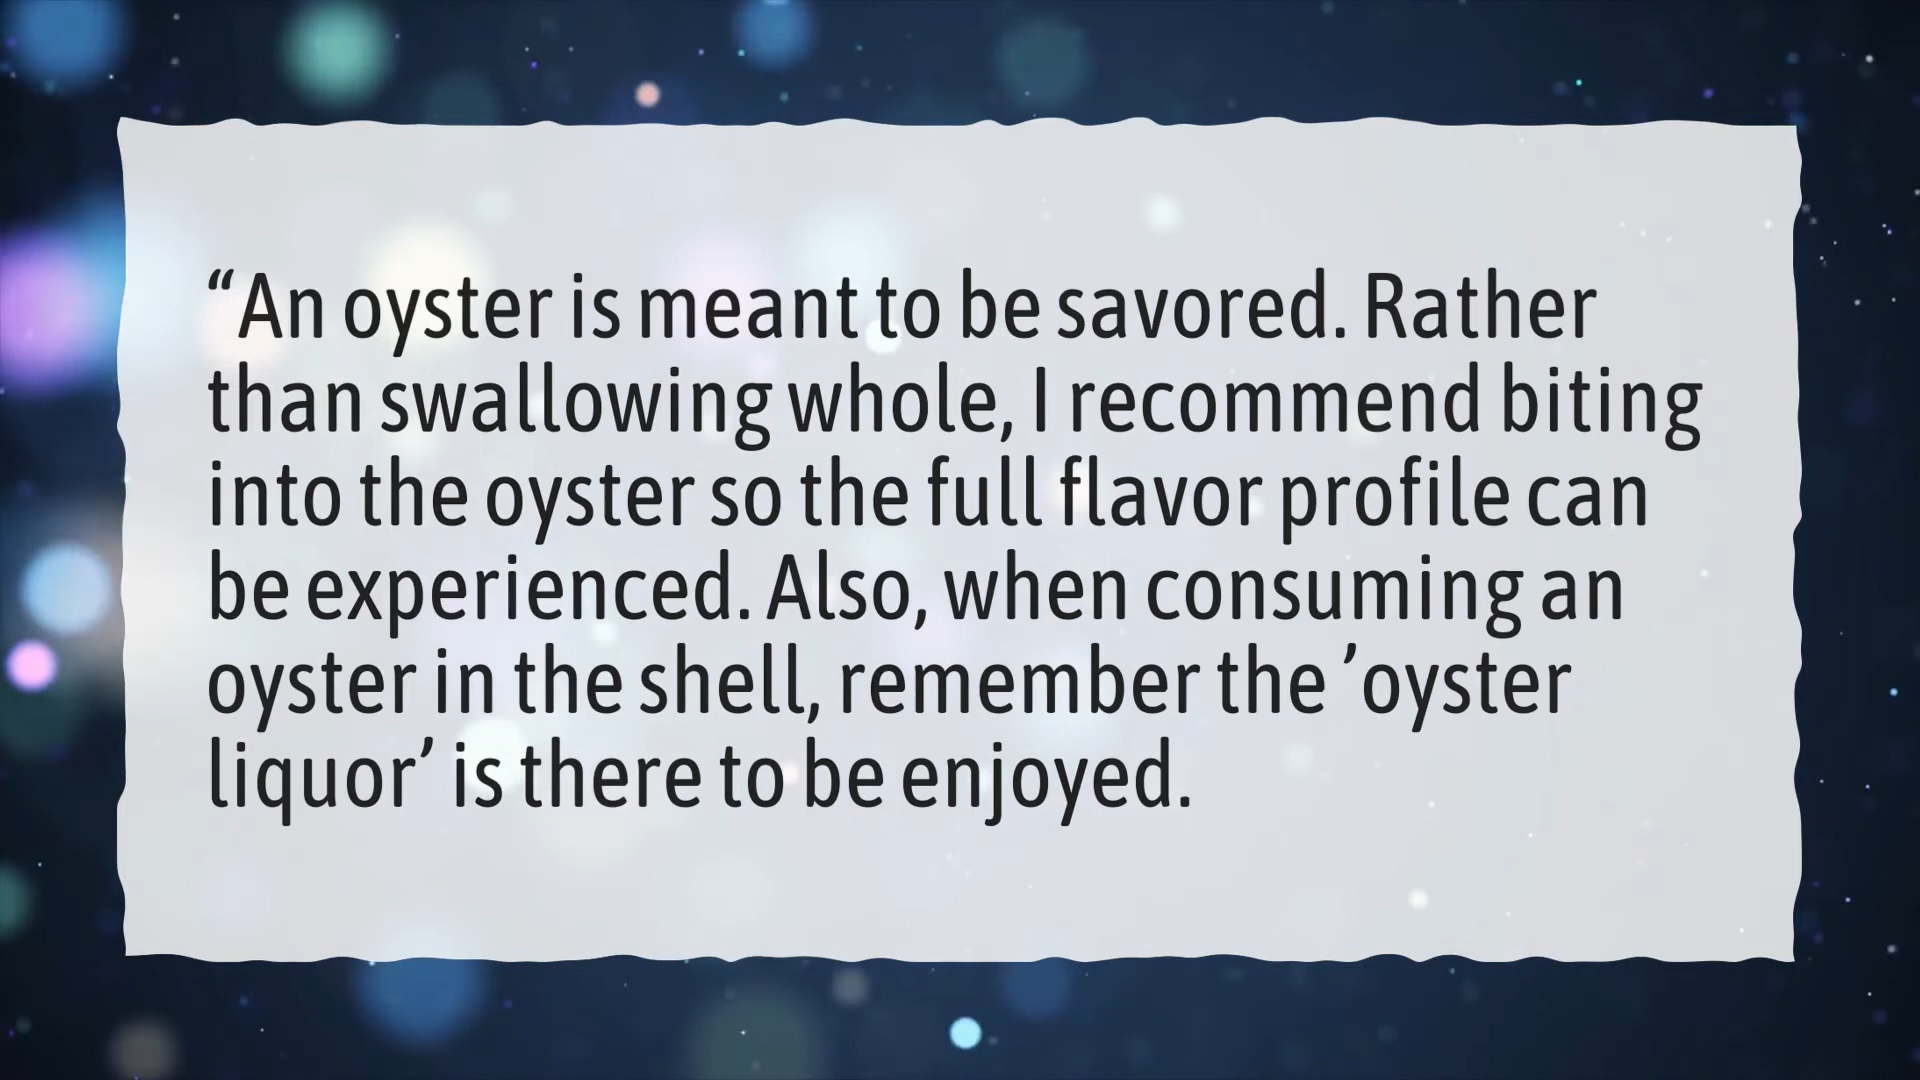 “An oyster is meant to be savored. Rather
than swallowing whole, I recommend biting
into the oyster so the full flavor profile can
be experienced. Also, when consuming an
oyster in the shell, remember the ’oyster
liquor’ is there to be enjoyed.